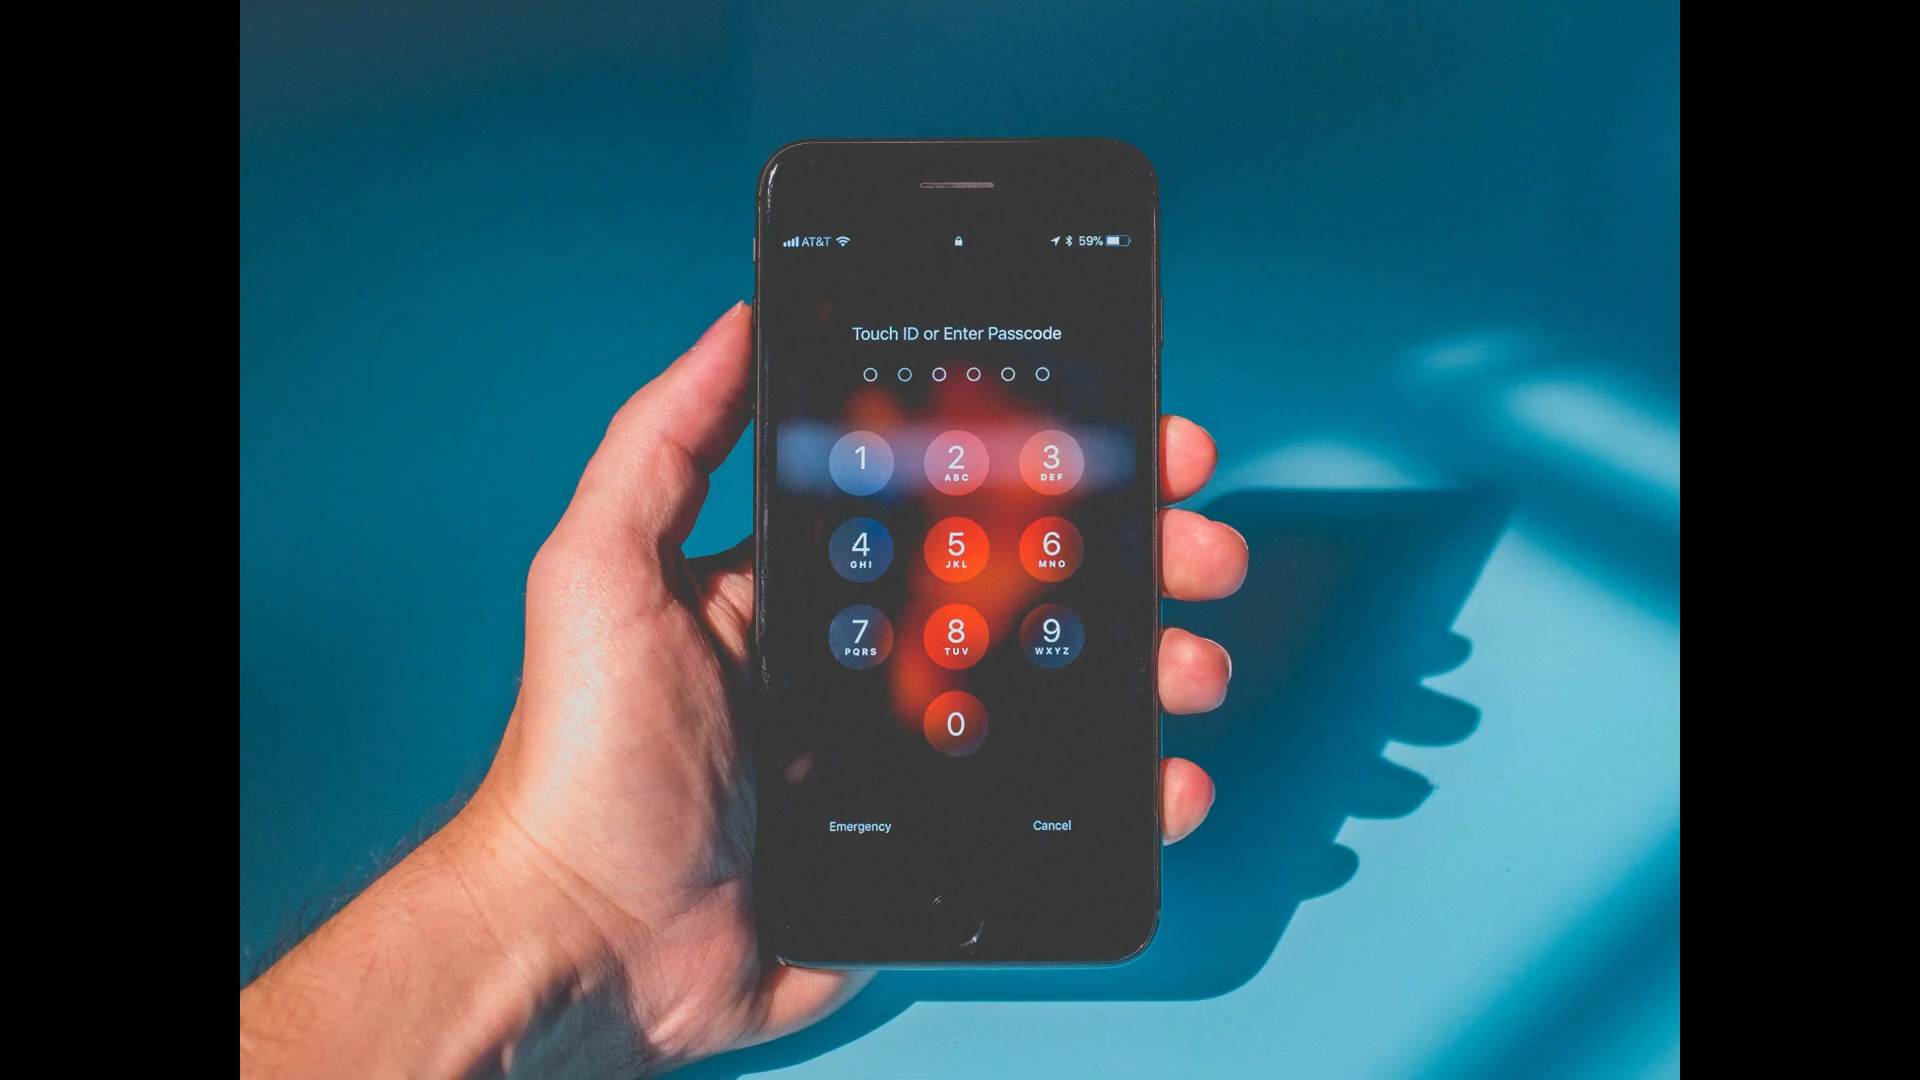 AT&T 59%
Touch ID or Enter Passcode
1 2 3
ABC DEF
4 5 6
GHI JKL MNO
7 8 9
PQRS TUV WXYZ
0
Emergency Cancel